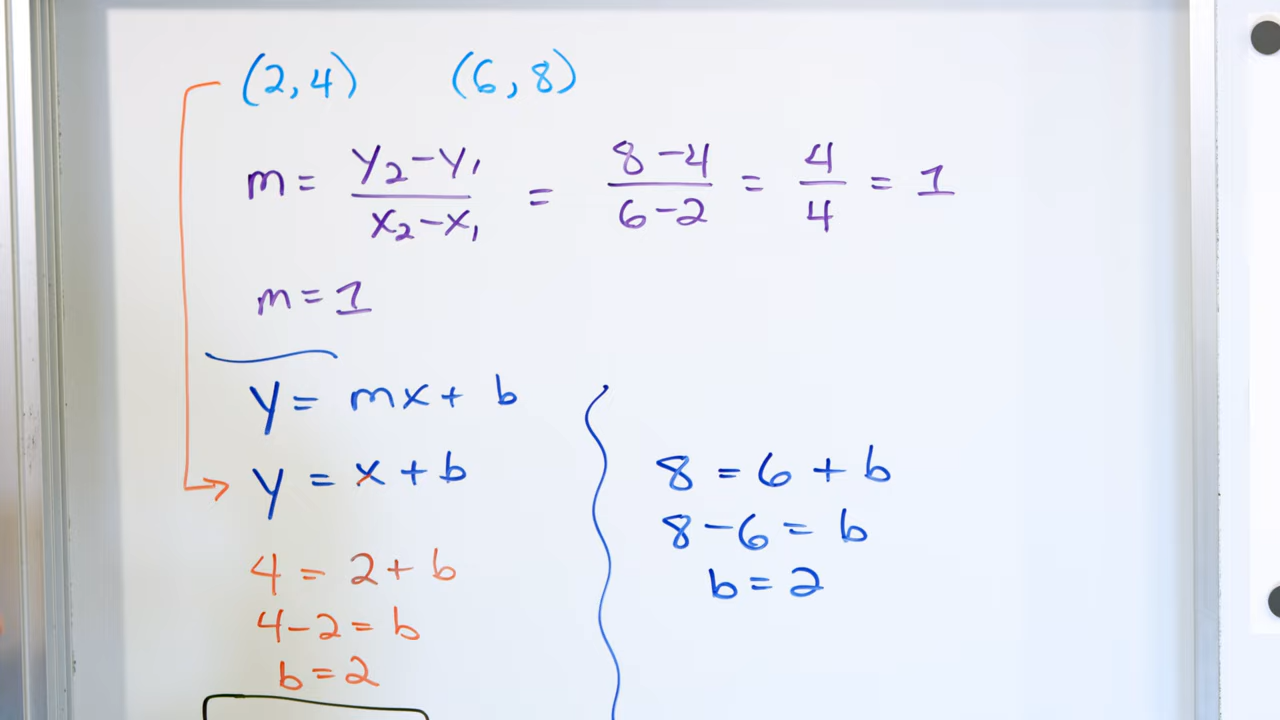 (2,4) (6,8)
m = y₂-y₁ / x₂-x₁ = 8-4 / 6-2 = 4/4 = 1
m = 1
y = mx + b
y = x + b
4 = 2 + b
4-2 = b
b = 2
8 = 6 + b
8-6 = b
b = 2